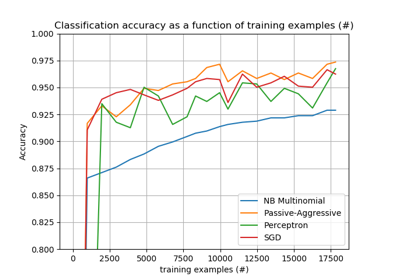 Classification accuracy as a function of training examples (#)
1.000
0.975
0.950
0.925
0.900
0.875
0.850
0.825
0.800
Accuracy
NB Multinomial
Passive-Aggressive
Perceptron
SGD
0 2500 5000 7500 10000 12500 15000 17500
training examples (#)